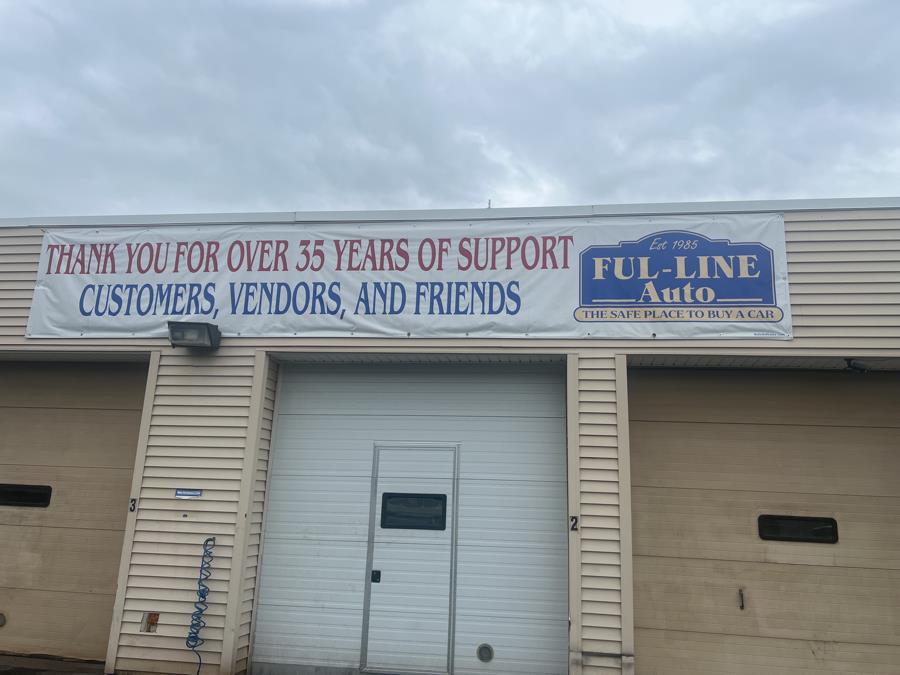 THANK YOU FOR OVER 35 YEARS OF SUPPORT
CUSTOMERS, VENDORS, AND FRIENDS
Est 1985
FUL-LINE
Auto
THE SAFE PLACE TO BUY A CAR
3
2